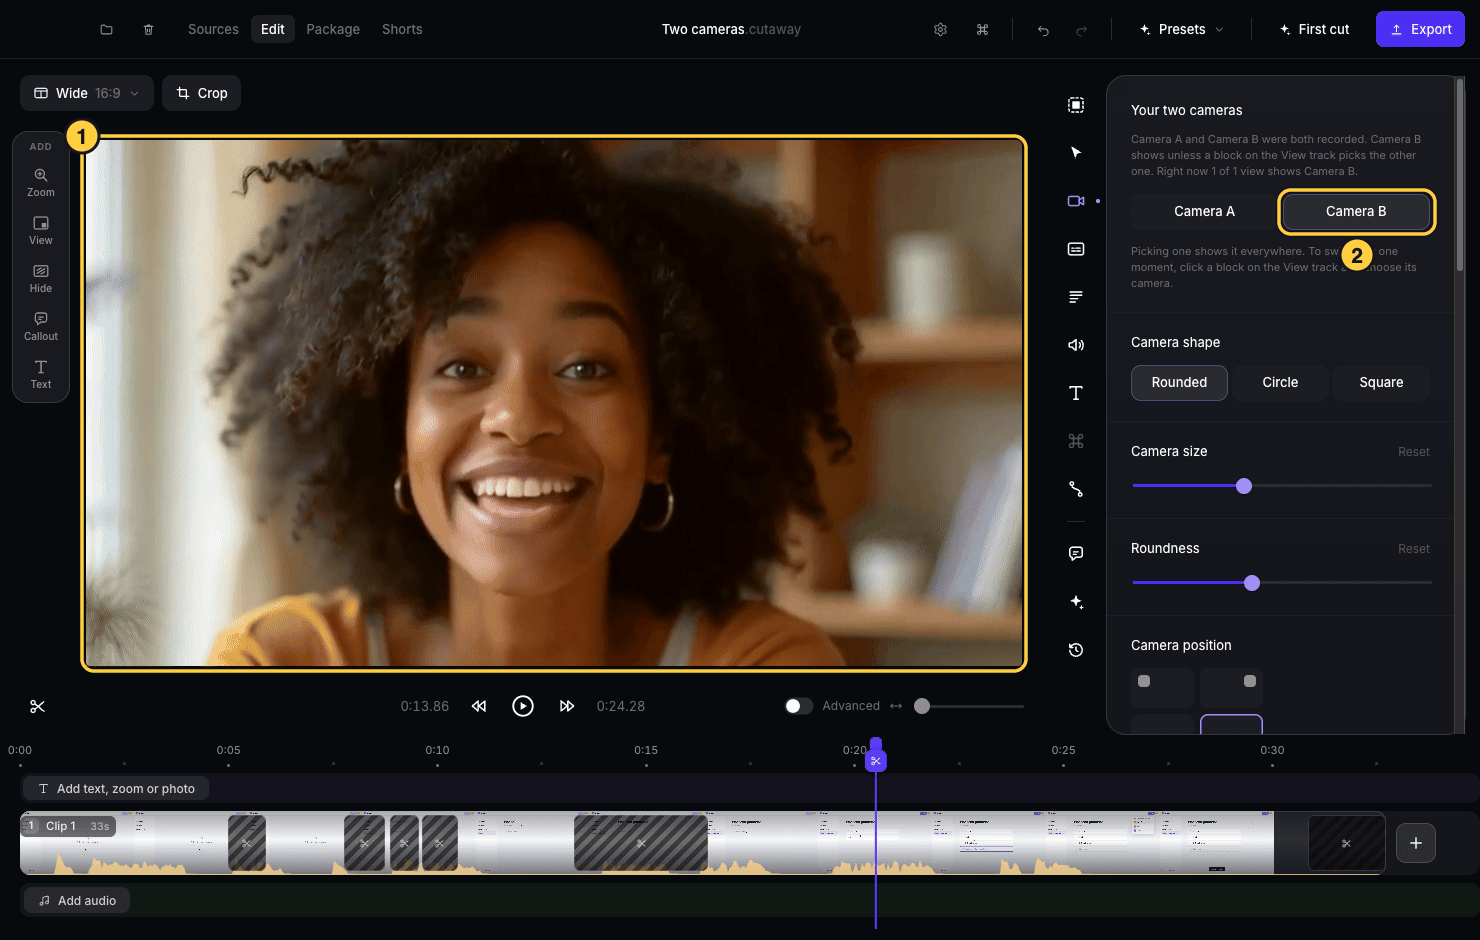 Sources
Edit
Package
Shorts
Two cameras.cutaway
Presets
First cut
Export
Wide 16:9
Crop
ADD
Zoom
View
Hide
Callout
Text
1
Your two cameras
Camera A and Camera B were both recorded. Camera B
shows unless a block on the View track picks the other
one. Right now 1 of 1 view shows Camera B.
Camera A
Camera B
2
Picking one shows it everywhere. To sw one
moment, click a block on the View track its
camera.
Camera shape
Rounded
Circle
Square
Camera size
Reset
Roundness
Reset
Camera position
0:13.86
0:24.28
Advanced
0:00
0:05
0:10
0:15
0:20
0:25
0:30
Add text, zoom or photo
1 Clip 1 33s
Add audio